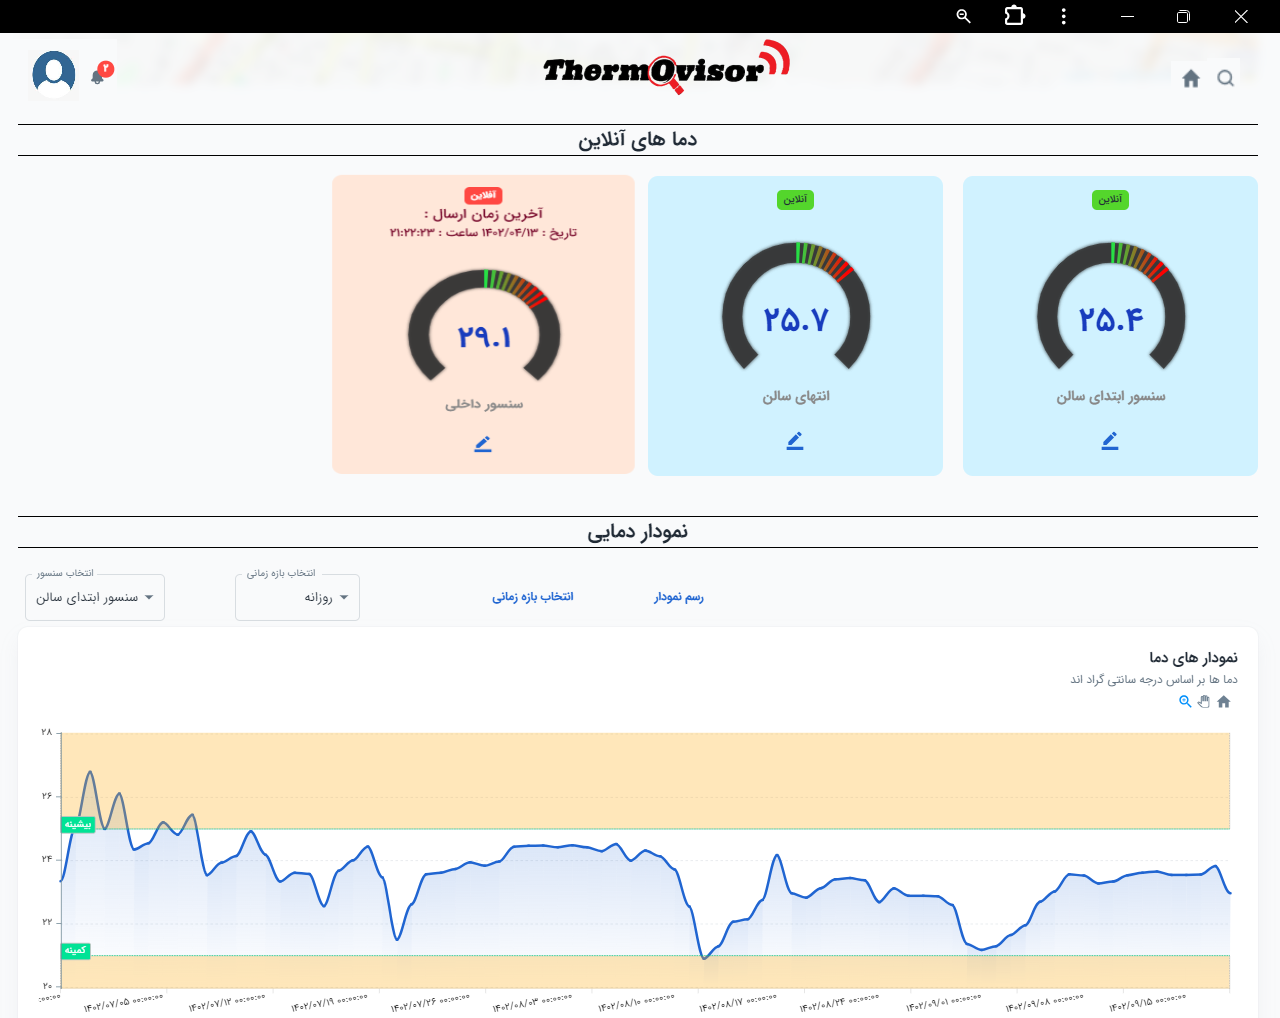 ۲
ThermOvisor
دما های آنلاین
آنلاین
۲۵.۴
سنسور ابتدای سالن
آنلاین
۲۵.۷
انتهای سالن
آفلاین
آخرین زمان ارسال :
تاریخ : ۱۴۰۲/۰۴/۱۳ ساعت : ۲۱:۲۲:۲۳
۲۹.۱
سنسور داخلی
نمودار دمایی
رسم نمودار
انتخاب بازه زمانی
انتخاب بازه زمانی
روزانه
انتخاب سنسور
سنسور ابتدای سالن
نمودار های دما
دما ها بر اساس درجه سانتی گراد اند
۲۸
۲۶
بیشینه
۲۴
۲۲
کمینه
۲۰
:۰۰:۰۰
۱۴۰۲/۰۷/۰۵ ۰۰:۰۰:۰۰
۱۴۰۲/۰۷/۱۲ ۰۰:۰۰:۰۰
۱۴۰۲/۰۷/۱۹ ۰۰:۰۰:۰۰
۱۴۰۲/۰۷/۲۶ ۰۰:۰۰:۰۰
۱۴۰۲/۰۸/۰۳ ۰۰:۰۰:۰۰
۱۴۰۲/۰۸/۱۰ ۰۰:۰۰:۰۰
۱۴۰۲/۰۸/۱۷ ۰۰:۰۰:۰۰
۱۴۰۲/۰۸/۲۴ ۰۰:۰۰:۰۰
۱۴۰۲/۰۹/۰۱ ۰۰:۰۰:۰۰
۱۴۰۲/۰۹/۰۸ ۰۰:۰۰:۰۰
۱۴۰۲/۰۹/۱۵ ۰۰:۰۰:۰۰